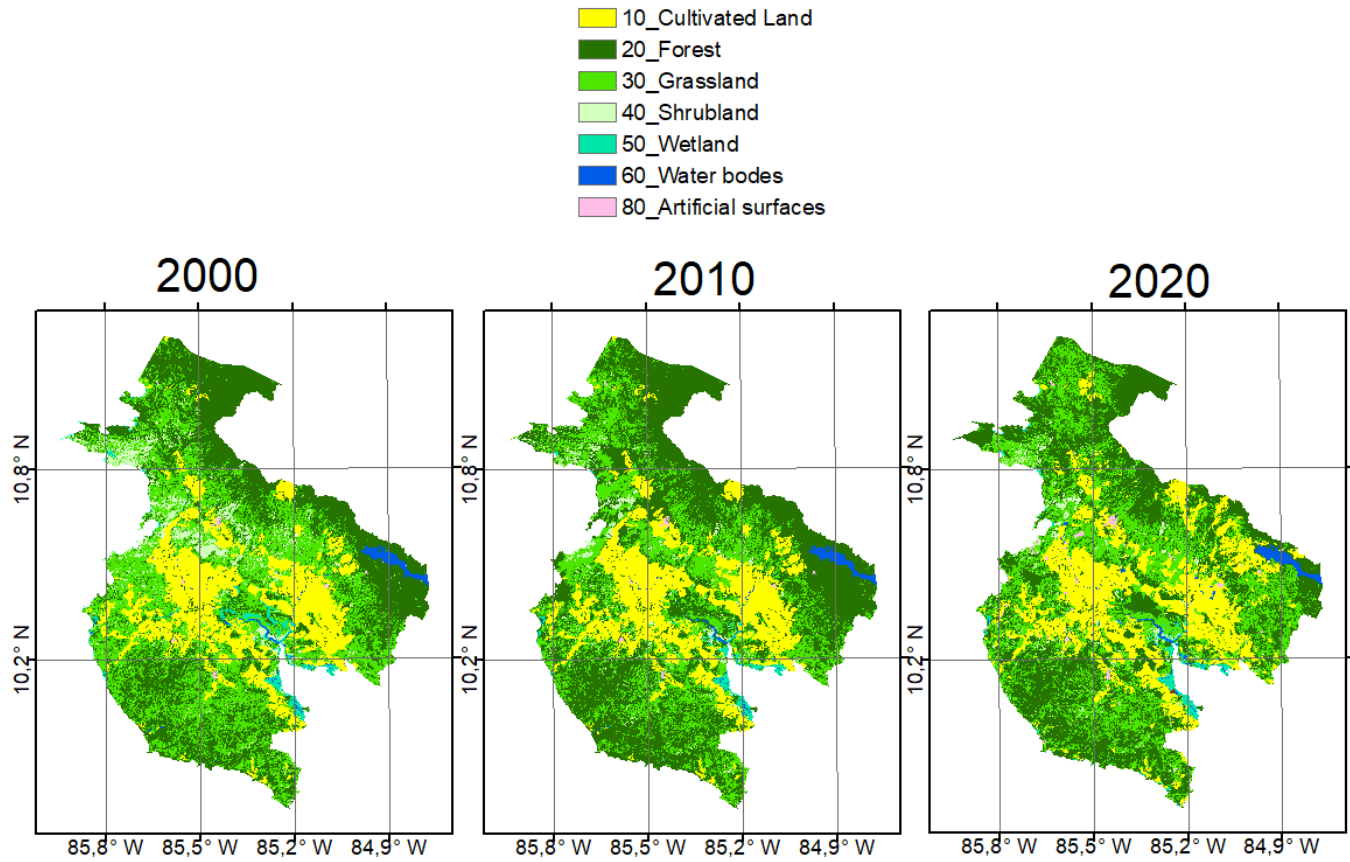 10_Cultivated Land
20_Forest
30_Grassland
40_Shrubland
50_Wetland
60_Water bodes
80_Artificial surfaces
2000
2010
2020
10,8° N
10,2° N
85,8° W
85,5° W
85,2° W
84,9° W
10,8° N
10,2° N
85,8° W
85,5° W
85,2° W
84,9° W
10,8° N
10,2° N
85,8° W
85,5° W
85,2° W
84,9° W